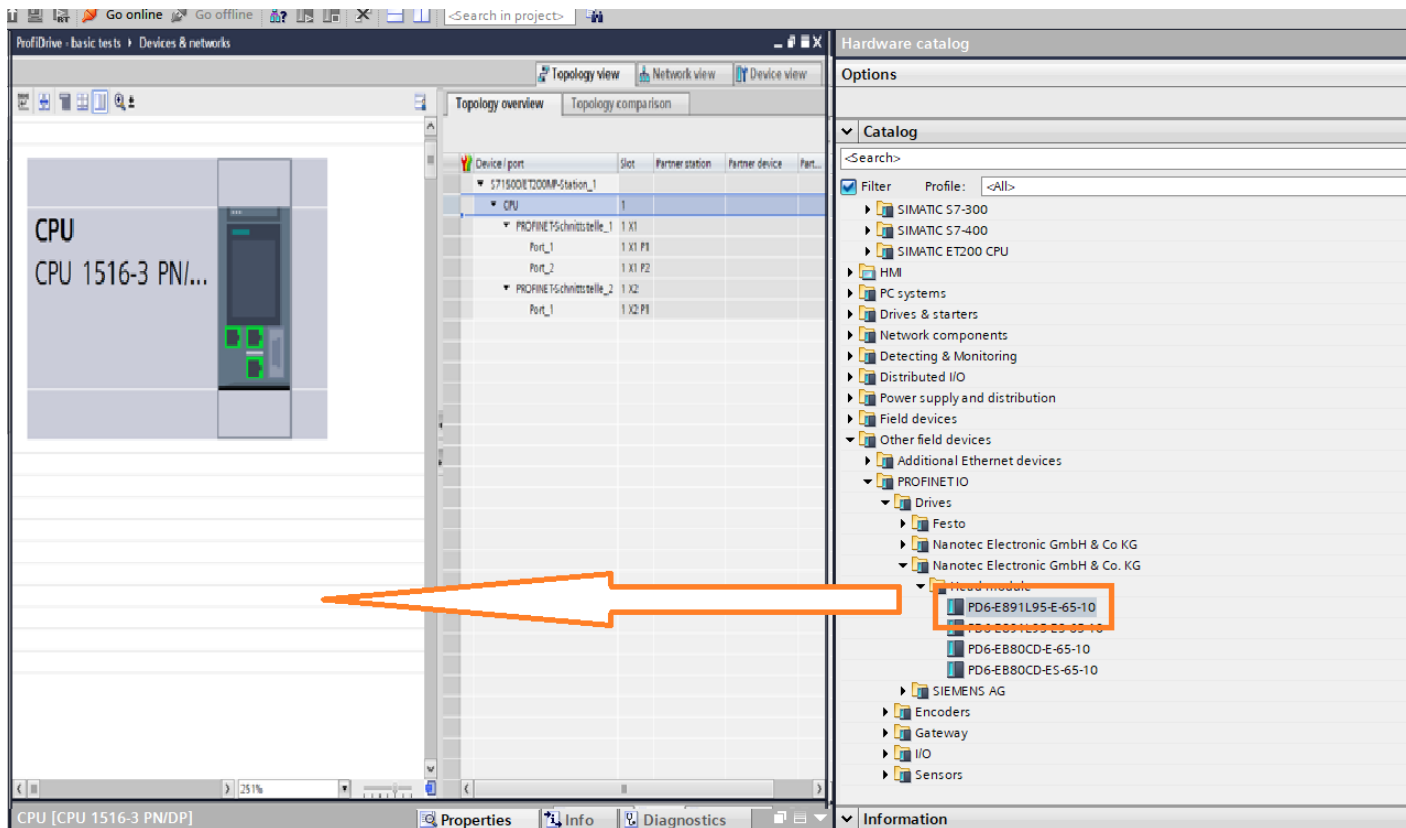 Go online
Go offline
<Search in project>
ProfiDrive - basic tests
Devices & networks
Topology view
Network view
Device view
Topology overview
Topology comparison
Device / port
Slot
Partner station
Partner device
Part...
S71500/ET200MP-Station_1
CPU
1
PROFINET-Schnittstelle_1
1 X1
Port_1
1 X1 P1
Port_2
1 X1 P2
PROFINET-Schnittstelle_2
1 X2
Port_1
1 X2 P1
CPU
CPU 1516-3 PN/...
251%
CPU [CPU 1516-3 PN/DP]
Properties
Info
Diagnostics
Hardware catalog
Options
Catalog
<Search>
Filter
Profile:
<All>
SIMATIC S7-300
SIMATIC S7-400
SIMATIC ET200 CPU
HMI
PC systems
Drives & starters
Network components
Detecting & Monitoring
Distributed I/O
Power supply and distribution
Field devices
Other field devices
Additional Ethernet devices
PROFINET IO
Drives
Festo
Nanotec Electronic GmbH & Co KG
Nanotec Electronic GmbH & Co. KG
Head module
PD6-E891L95-E-65-10
PD6-E891L95-ES-65-10
PD6-EB80CD-E-65-10
PD6-EB80CD-ES-65-10
SIEMENS AG
Encoders
Gateway
I/O
Sensors
Information